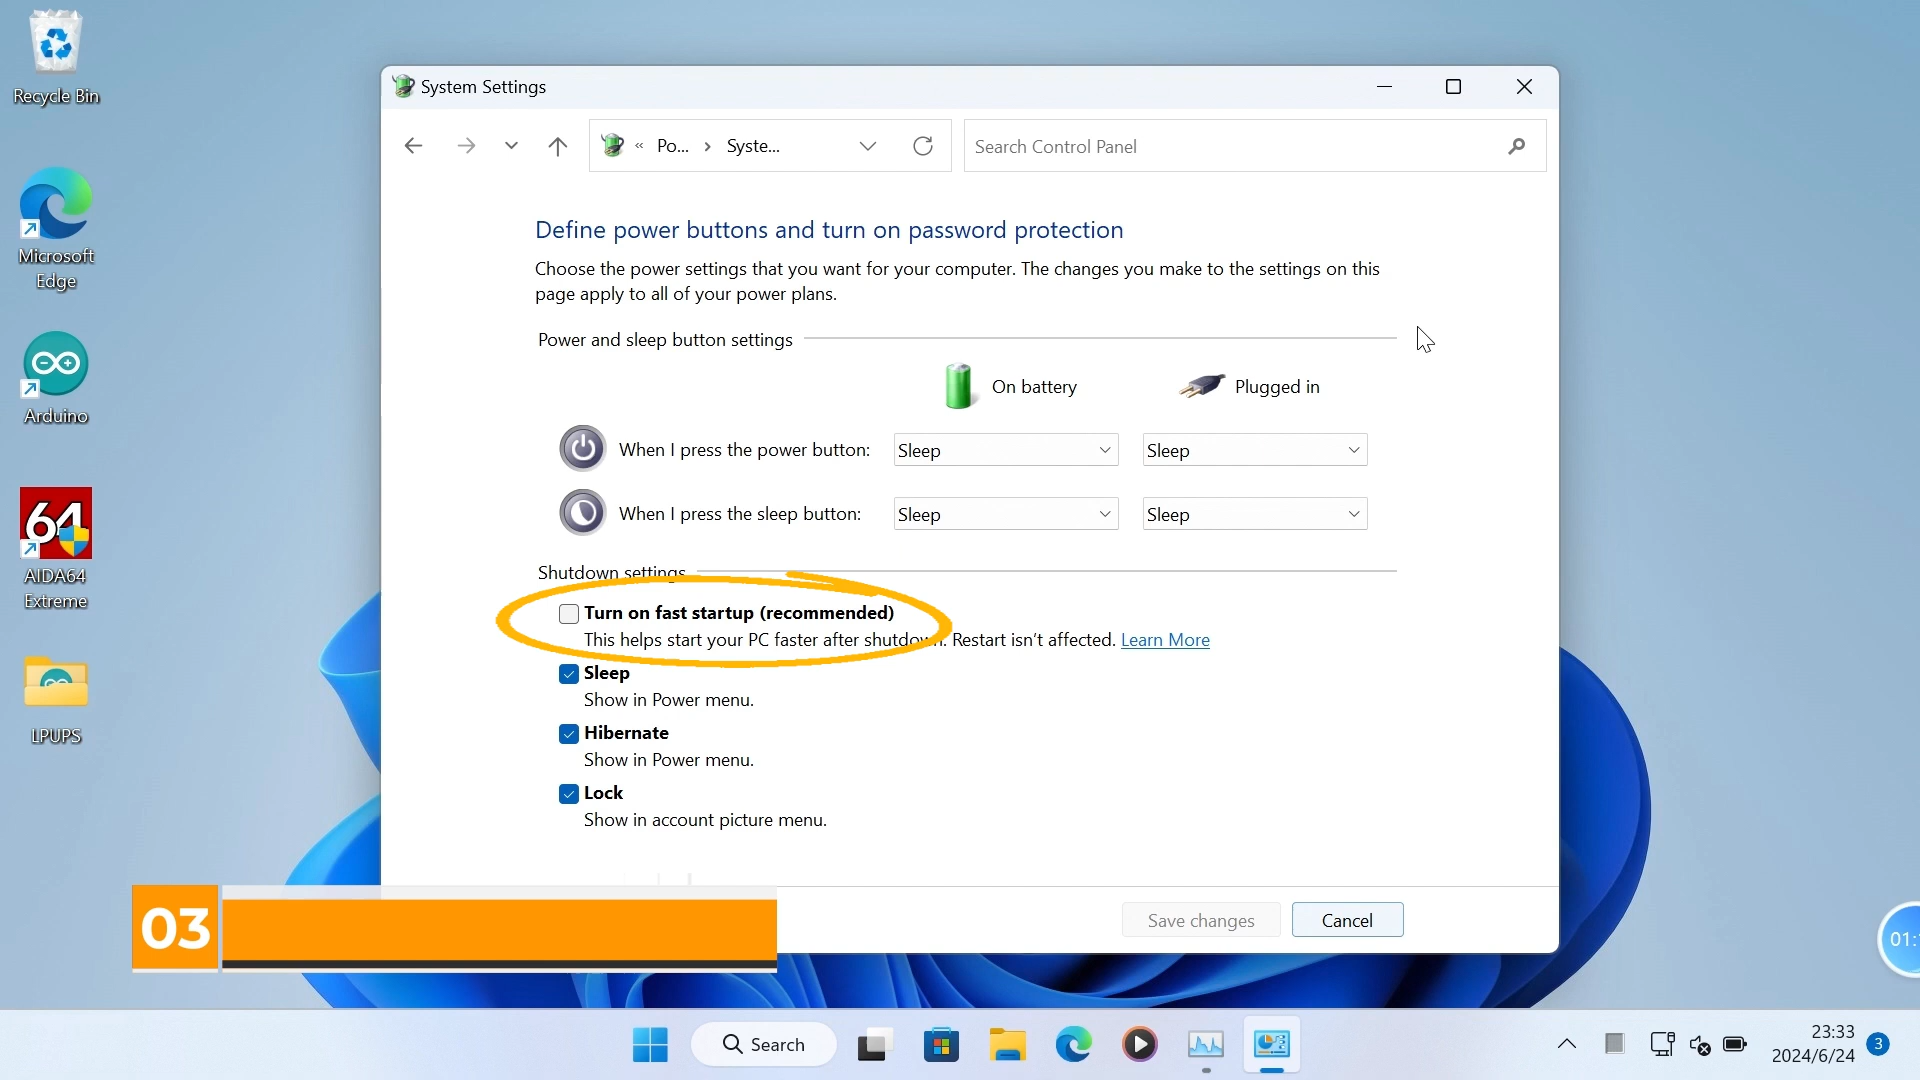 Recycle Bin
Microsoft
Edge
Arduino
64
AIDA64
Extreme
LPUPS
System Settings
« Po... > Syste...
Search Control Panel
Define power buttons and turn on password protection
Choose the power settings that you want for your computer. The changes you make to the settings on this
page apply to all of your power plans.
Power and sleep button settings
On battery
Plugged in
When I press the power button:
Sleep
Sleep
When I press the sleep button:
Sleep
Sleep
Shutdown settings
Turn on fast startup (recommended)
This helps start your PC faster after shutdown. Restart isn't affected. Learn More
Sleep
Show in Power menu.
Hibernate
Show in Power menu.
Lock
Show in account picture menu.
03
Save changes
Cancel
Search
23:33
2024/6/24
3